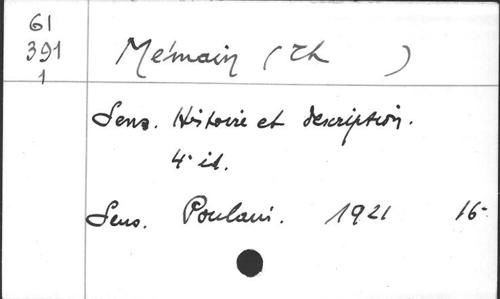 61
391
1
Mémain (Th )
Sens. Histoire et description.
4e éd.
Sens. Poulain. 1921 16-